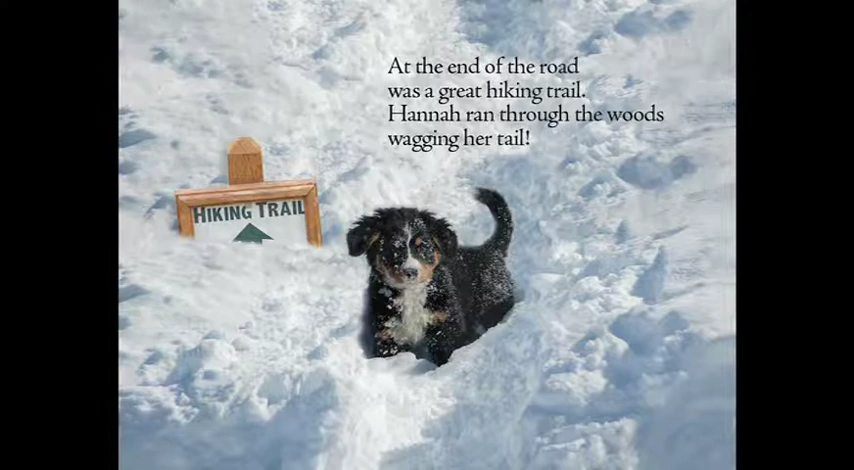 At the end of the road
was a great hiking trail.
Hannah ran through the woods
wagging her tail!
HIKING TRAIL